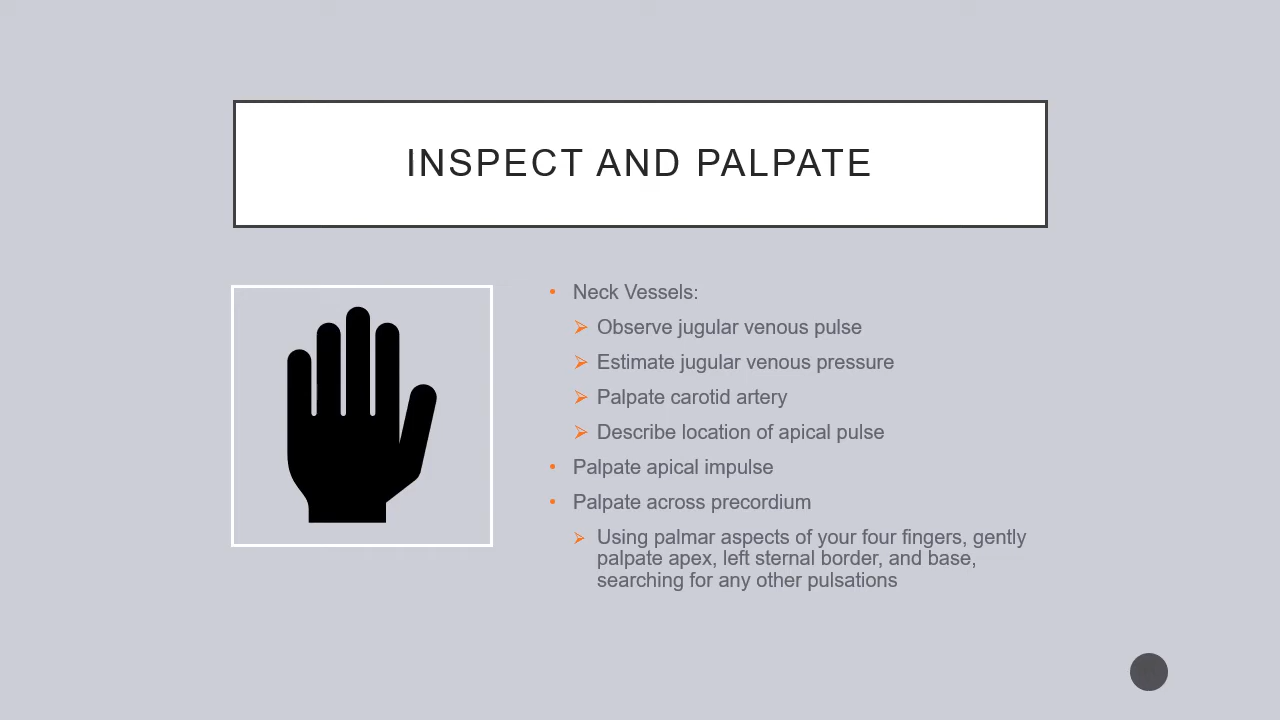 INSPECT AND PALPATE
• Neck Vessels:
➢ Observe jugular venous pulse
➢ Estimate jugular venous pressure
➢ Palpate carotid artery
➢ Describe location of apical pulse
• Palpate apical impulse
• Palpate across precordium
➢ Using palmar aspects of your four fingers, gently
palpate apex, left sternal border, and base,
searching for any other pulsations